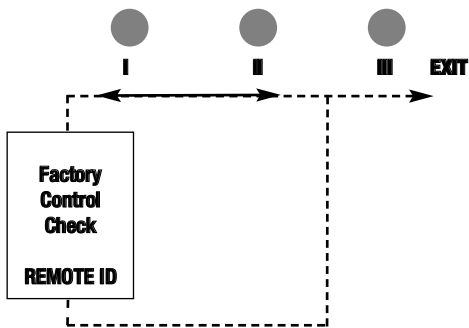 I II III EXIT
Factory
Control
Check
REMOTE ID